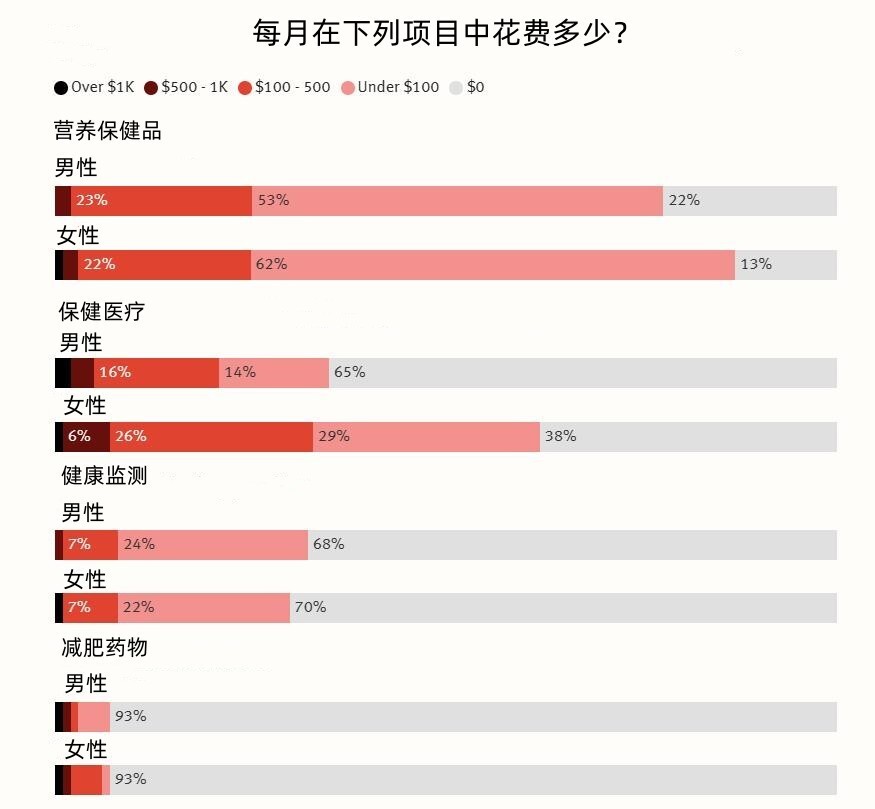 每月在下列项目中花费多少?
Over $1K $500 - 1K $100 - 500 Under $100 $0
营养保健品
男性
23% 53% 22%
女性
22% 62% 13%
保健医疗
男性
16% 14% 65%
女性
6% 26% 29% 38%
健康监测
男性
7% 24% 68%
女性
7% 22% 70%
减肥药物
男性
93%
女性
93%